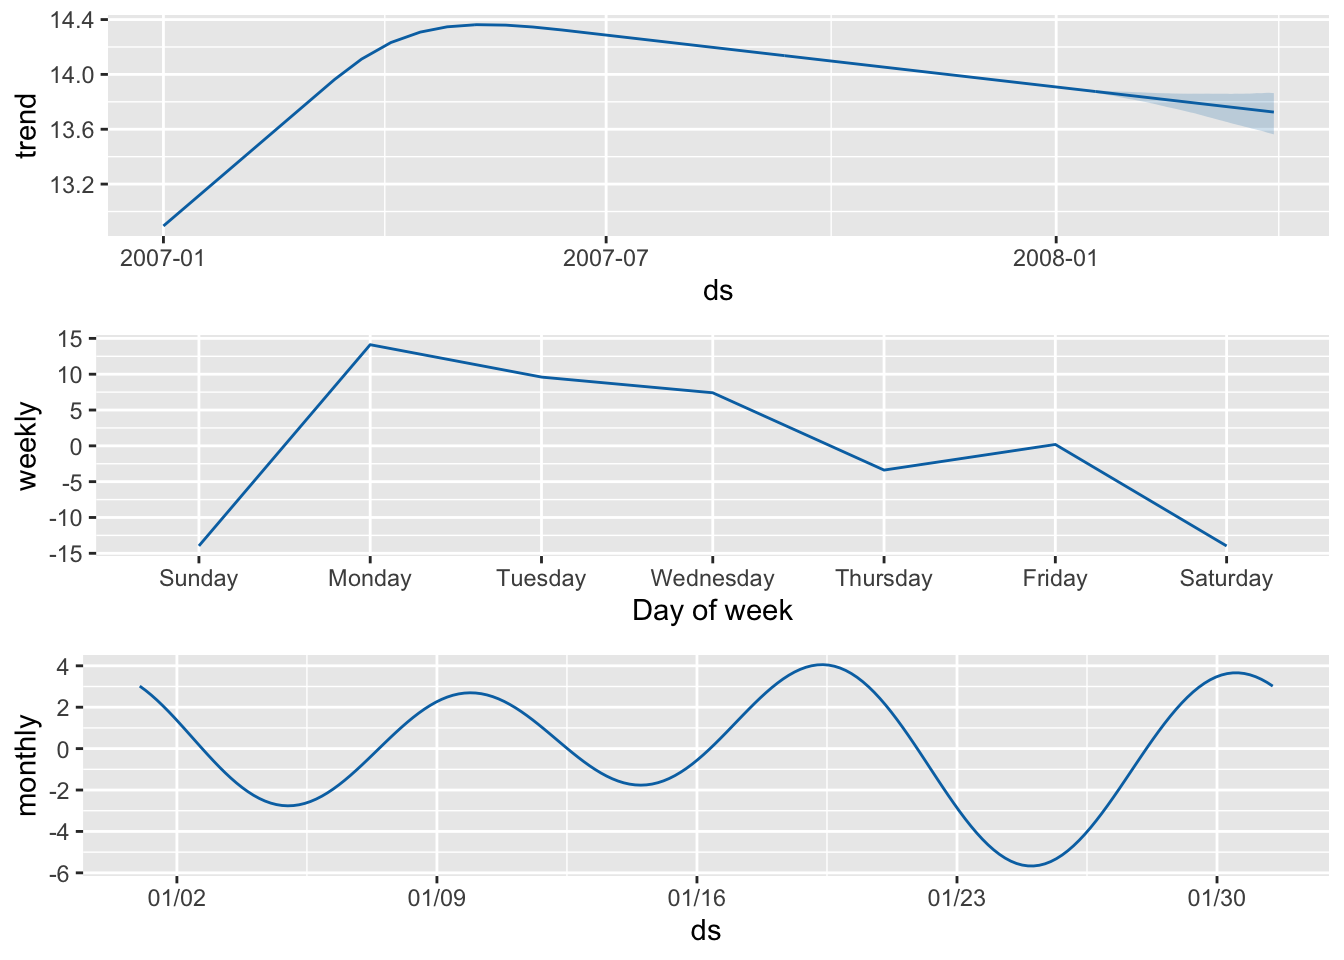 14.4
14.0
13.6
13.2
trend
2007-01 2007-07 2008-01
ds
15
10
5
0
-5
-10
-15
weekly
Sunday Monday Tuesday Wednesday Thursday Friday Saturday
Day of week
4
2
0
-2
-4
-6
monthly
01/02 01/09 01/16 01/23 01/30
ds